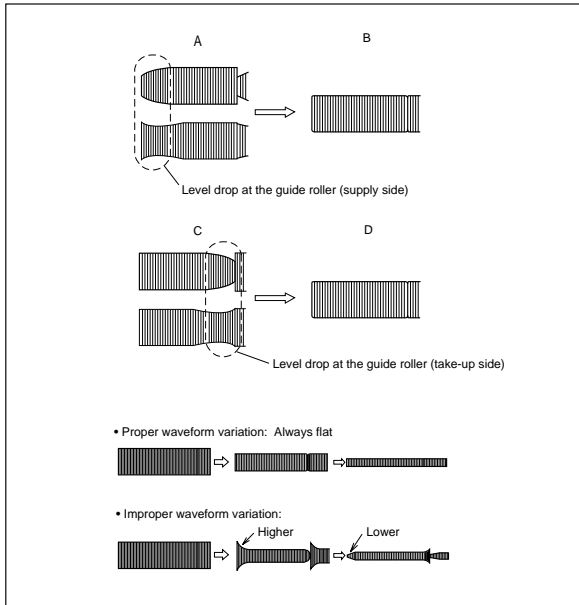 A B
Level drop at the guide roller (supply side)
C D
Level drop at the guide roller (take-up side)
• Proper waveform variation: Always flat
• Improper waveform variation:
Higher Lower